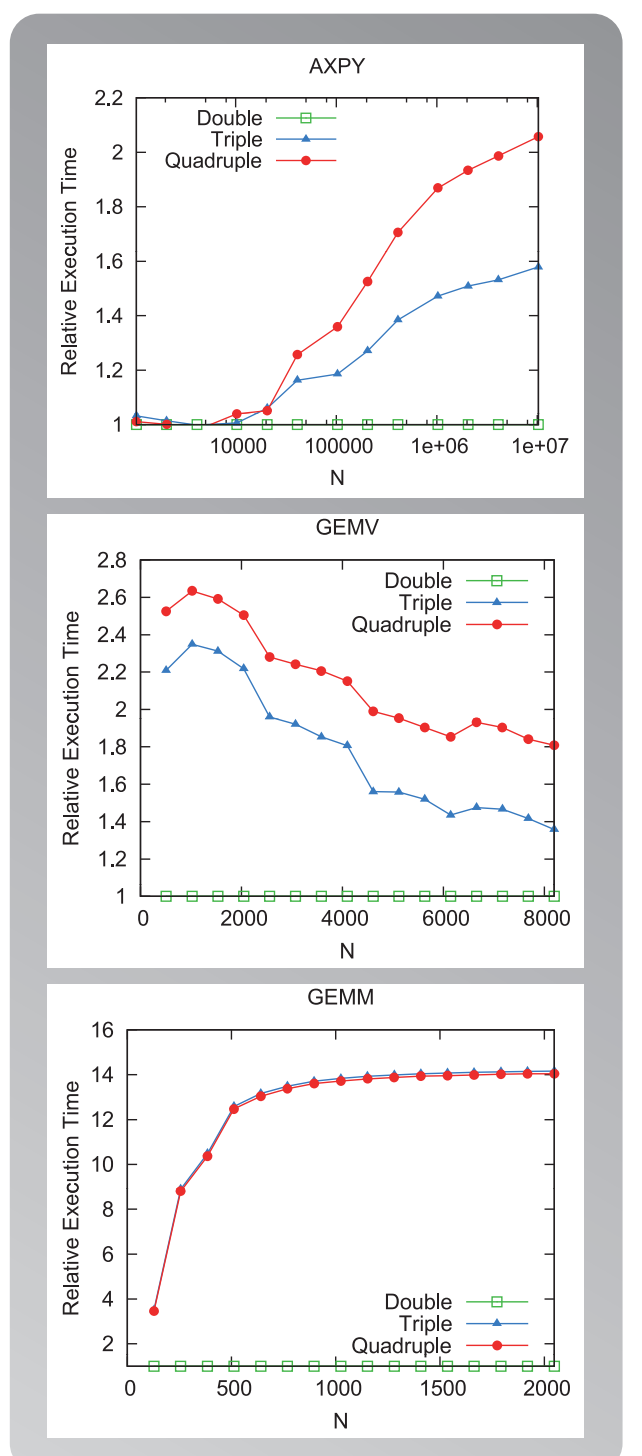 AXPY
2.2
2
1.8
1.6
1.4
1.2
1
Double
Triple
Quadruple
Relative Execution Time
10000 100000 1e+06 1e+07
N
GEMV
2.8
2.6
2.4
2.2
2
1.8
1.6
1.4
1.2
1
Double
Triple
Quadruple
Relative Execution Time
0 2000 4000 6000 8000
N
GEMM
16
14
12
10
8
6
4
2
Double
Triple
Quadruple
Relative Execution Time
0 500 1000 1500 2000
N